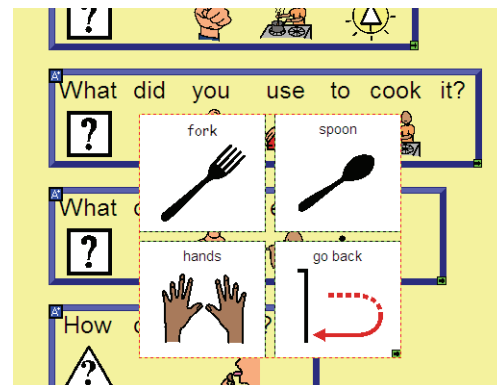 ?
What did you use to cook it?
?
fork spoon
What
?
hands go back
How ?
?